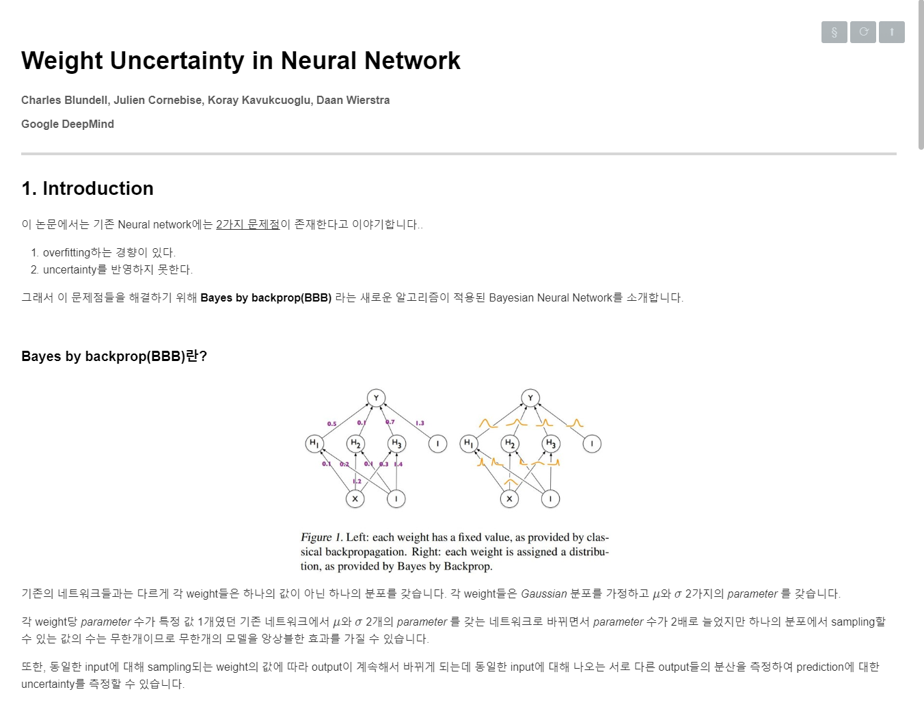 Weight Uncertainty in Neural Network
Charles Blundell, Julien Cornebise, Koray Kavukcuoglu, Daan Wierstra
Google DeepMind
1. Introduction
이 논문에서는 기존 Neural network에는 2가지 문제점이 존재한다고 이야기합니다..
1. overfitting하는 경향이 있다.
2. uncertainty를 반영하지 못한다.
그래서 이 문제점들을 해결하기 위해 Bayes by backprop(BBB) 라는 새로운 알고리즘이 적용된 Bayesian Neural Network를 소개합니다.
Bayes by backprop(BBB)란?
Y Y
0.5 0.1 0.7 1.3
H1 H2 H3 I H1 H2 H3 I
0.1 0.2 0.1 0.3 1.4
1.2
X I X I
Figure 1. Left: each weight has a fixed value, as provided by clas-
sical backpropagation. Right: each weight is assigned a distribu-
tion, as provided by Bayes by Backprop.
기존의 네트워크들과는 다르게 각 weight들은 하나의 값이 아닌 하나의 분포를 갖습니다. 각 weight들은 Gaussian 분포를 가정하고 μ와 σ 2가지의 parameter 를 갖습니다.
각 weight당 parameter 수가 특정 값 1개였던 기존 네트워크에서 μ와 σ 2개의 parameter 를 갖는 네트워크로 바뀌면서 parameter 수가 2배로 늘었지만 하나의 분포에서 sampling할
수 있는 값의 수는 무한개이므로 무한개의 모델을 앙상블한 효과를 가질 수 있습니다.
또한, 동일한 input에 대해 sampling되는 weight의 값에 따라 output이 계속해서 바뀌게 되는데 동일한 input에 대해 나오는 서로 다른 output들의 분산을 측정하여 prediction에 대한
uncertainty를 측정할 수 있습니다.